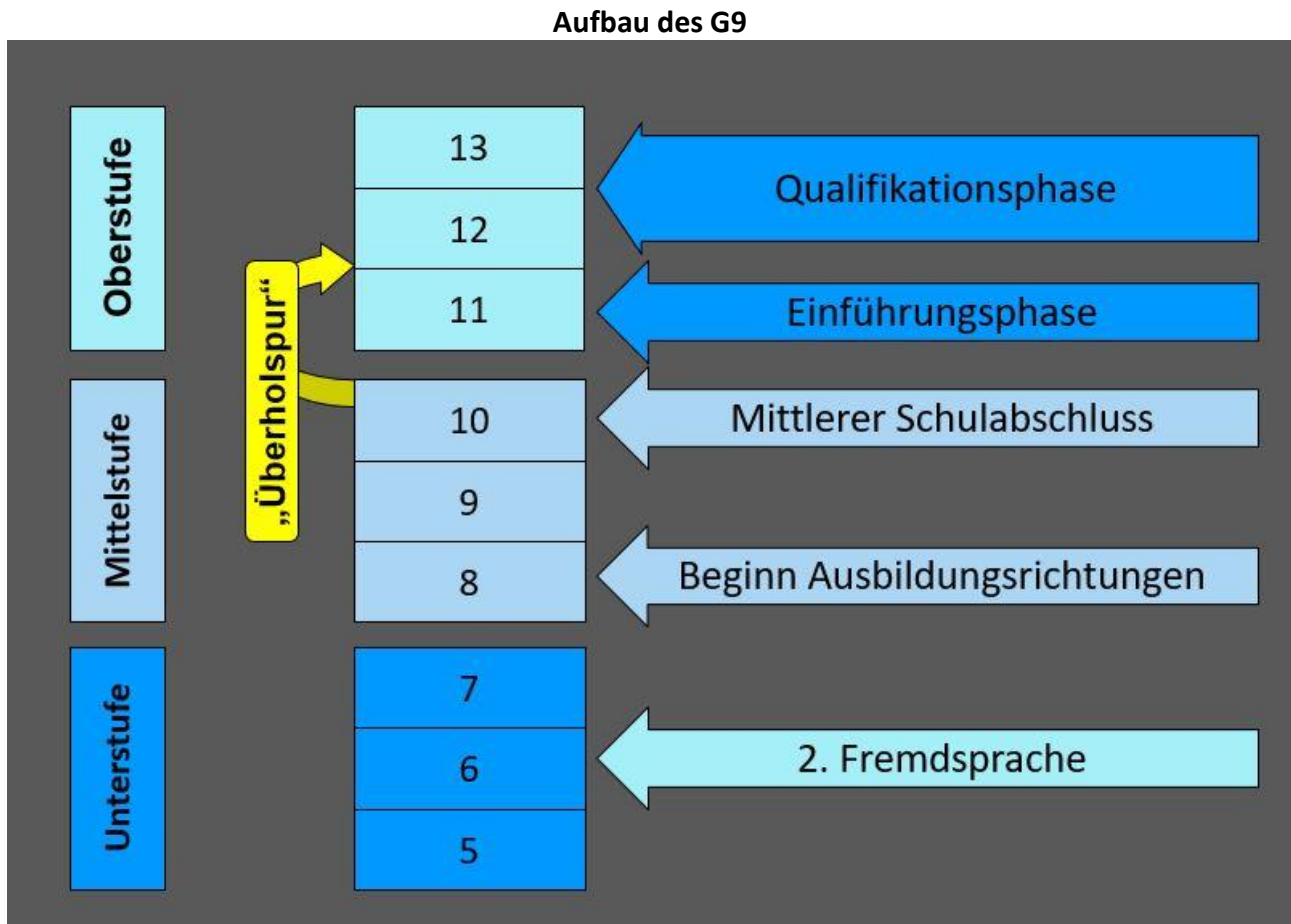 Aufbau des G9
Oberstufe
13
12
11
Qualifikationsphase
Einführungsphase
„Überholspur“
Mittelstufe
10
9
8
Mittlerer Schulabschluss
Beginn Ausbildungsrichtungen
Unterstufe
7
6
5
2. Fremdsprache